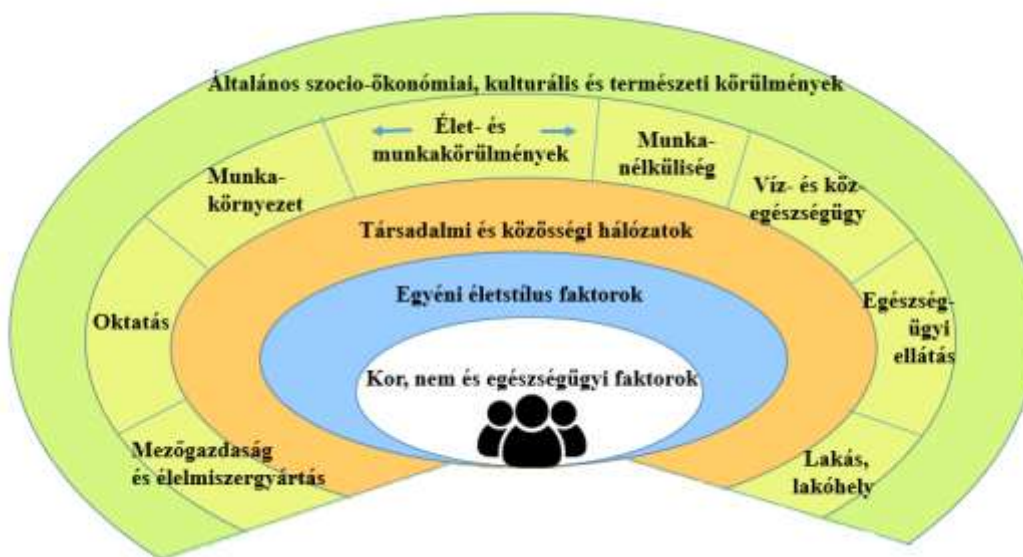 Általános szocio-ökonómiai, kulturális és természeti körülmények
Élet- és
munkakörülmények
Munka-
nélküliség
Munka-
környezet
Víz- és köz-
egészségügy
Társadalmi és közösségi hálózatok
Egyéni életstílus faktorok
Oktatás
Egészség-
ügyi
ellátás
Kor, nem és egészségügyi faktorok
Mezőgazdaság
és élelmiszergyártás
Lakás,
lakóhely